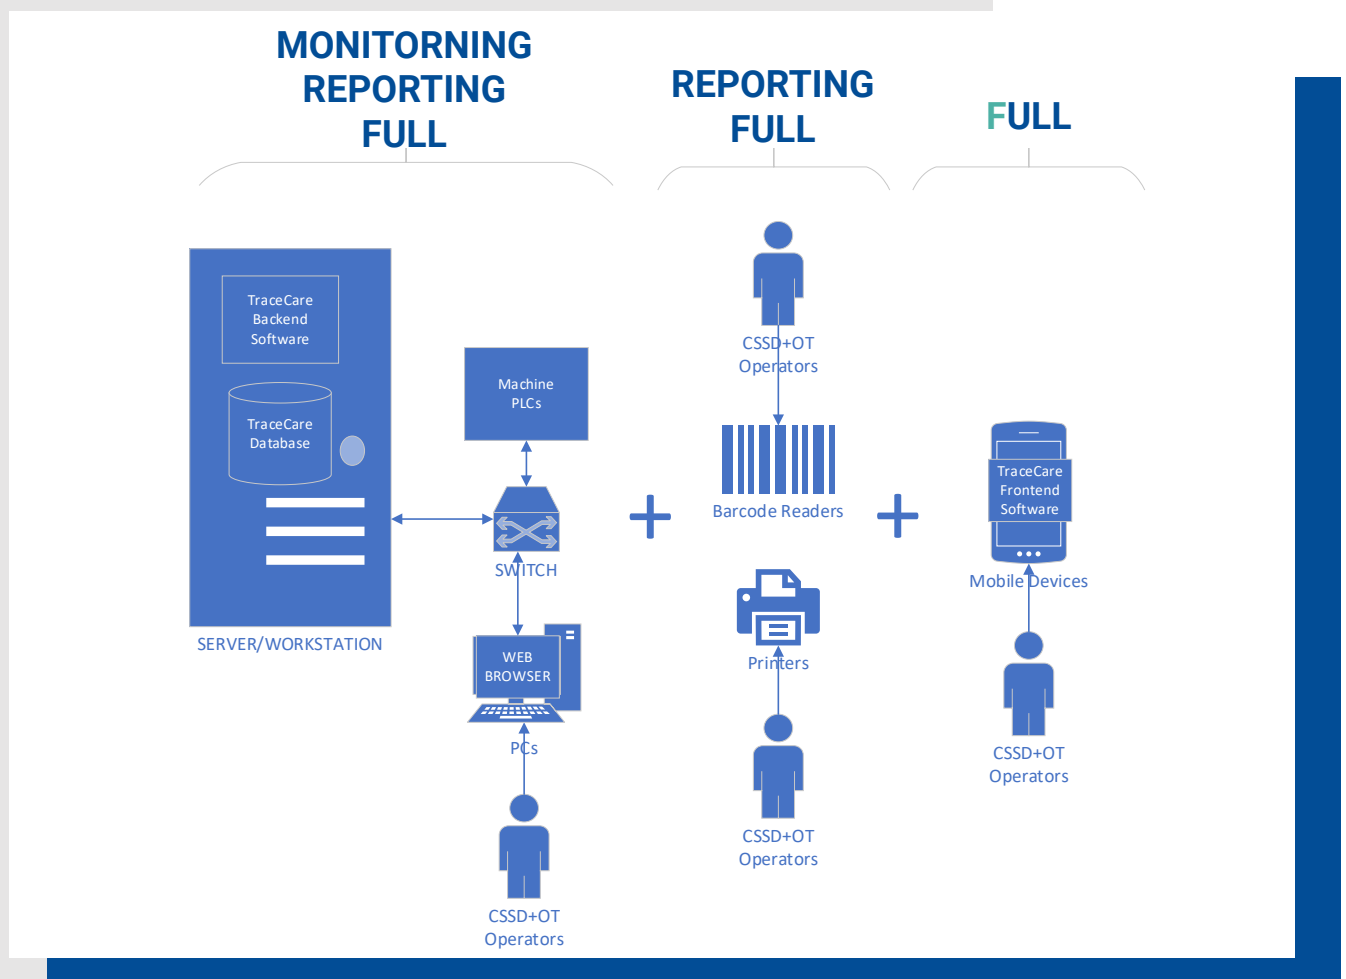 MONITORNING
REPORTING
FULL
REPORTING
FULL
FULL
TraceCare
Backend
Software
TraceCare
Database
SERVER/WORKSTATION
Machine
PLCs
SWITCH
WEB
BROWSER
PCs
CSSD+OT
Operators
CSSD+OT
Operators
Barcode Readers
Printers
CSSD+OT
Operators
TraceCare
Frontend
Software
Mobile Devices
CSSD+OT
Operators